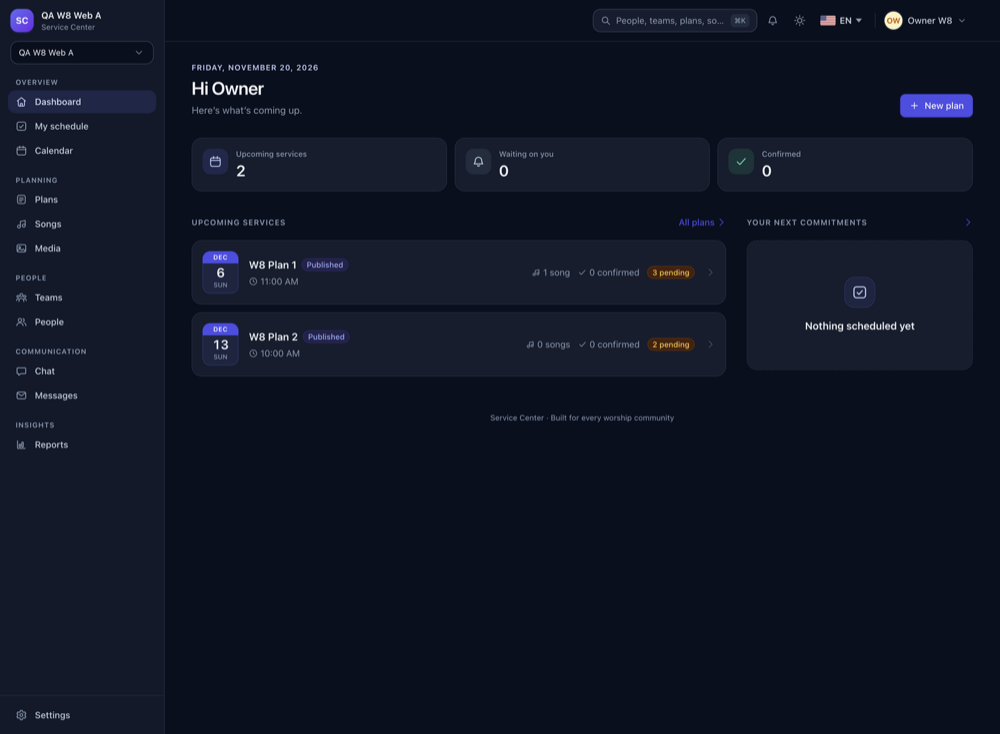 SC
QA W8 Web A
Service Center
QA W8 Web A
OVERVIEW
Dashboard
My schedule
Calendar
PLANNING
Plans
Songs
Media
PEOPLE
Teams
People
COMMUNICATION
Chat
Messages
INSIGHTS
Reports
Settings
People, teams, plans, so... ⌘K
EN
OW Owner W8
FRIDAY, NOVEMBER 20, 2026
Hi Owner
Here's what's coming up.
+ New plan
Upcoming services
2
Waiting on you
0
Confirmed
0
UPCOMING SERVICES
All plans
DEC
6
SUN
W8 Plan 1 Published
11:00 AM
1 song 0 confirmed 3 pending
DEC
13
SUN
W8 Plan 2 Published
10:00 AM
0 songs 0 confirmed 2 pending
YOUR NEXT COMMITMENTS
Nothing scheduled yet
Service Center · Built for every worship community